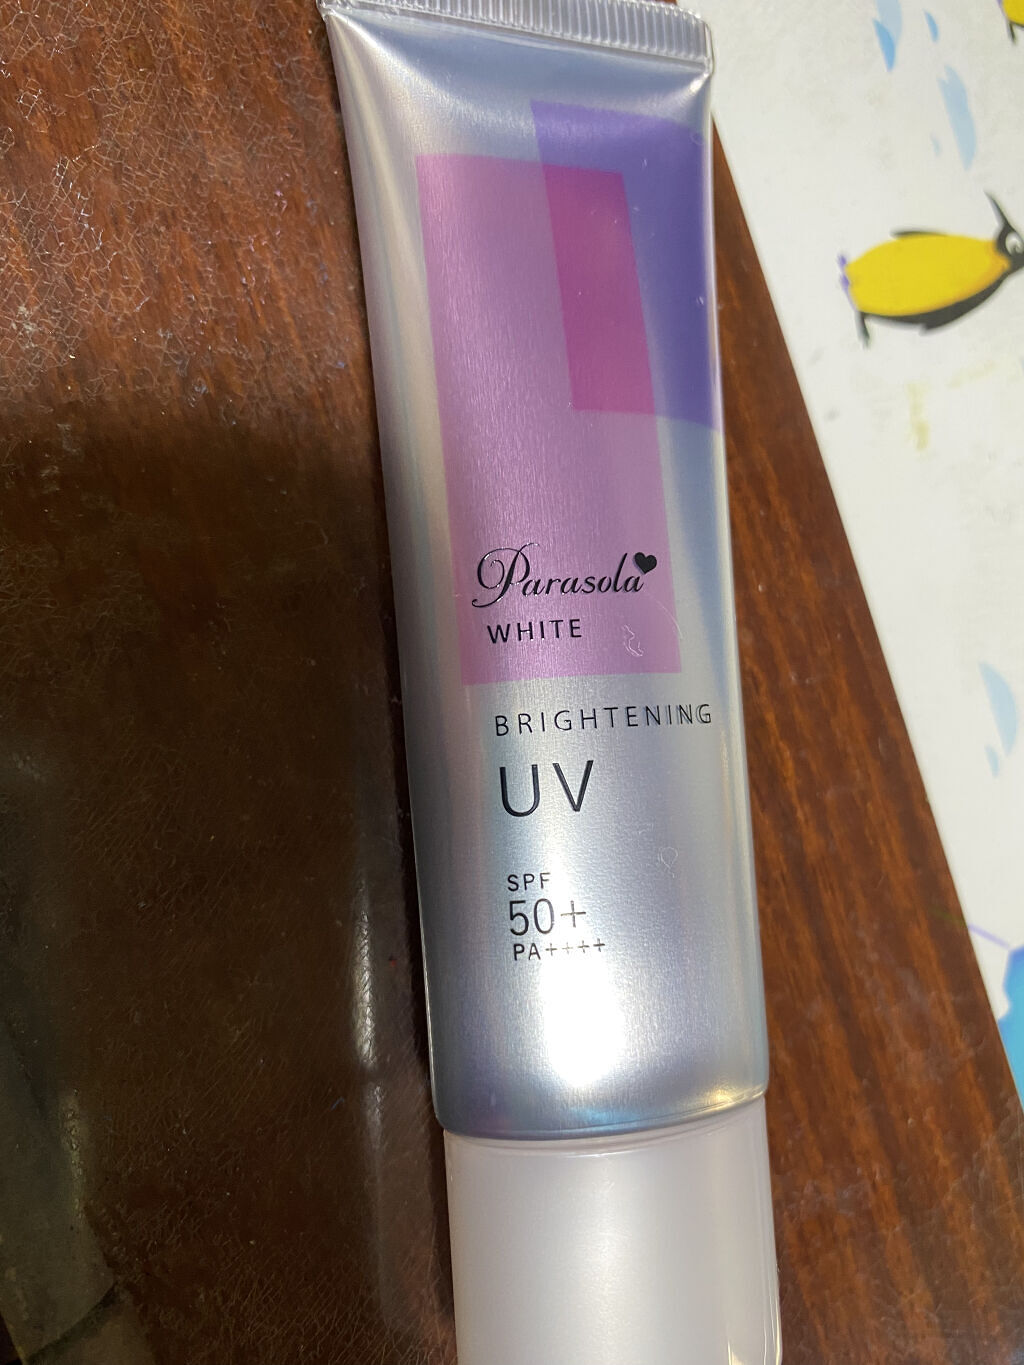 Parasola
WHITE
BRIGHTENING
UV
SPF
50+
PA++++